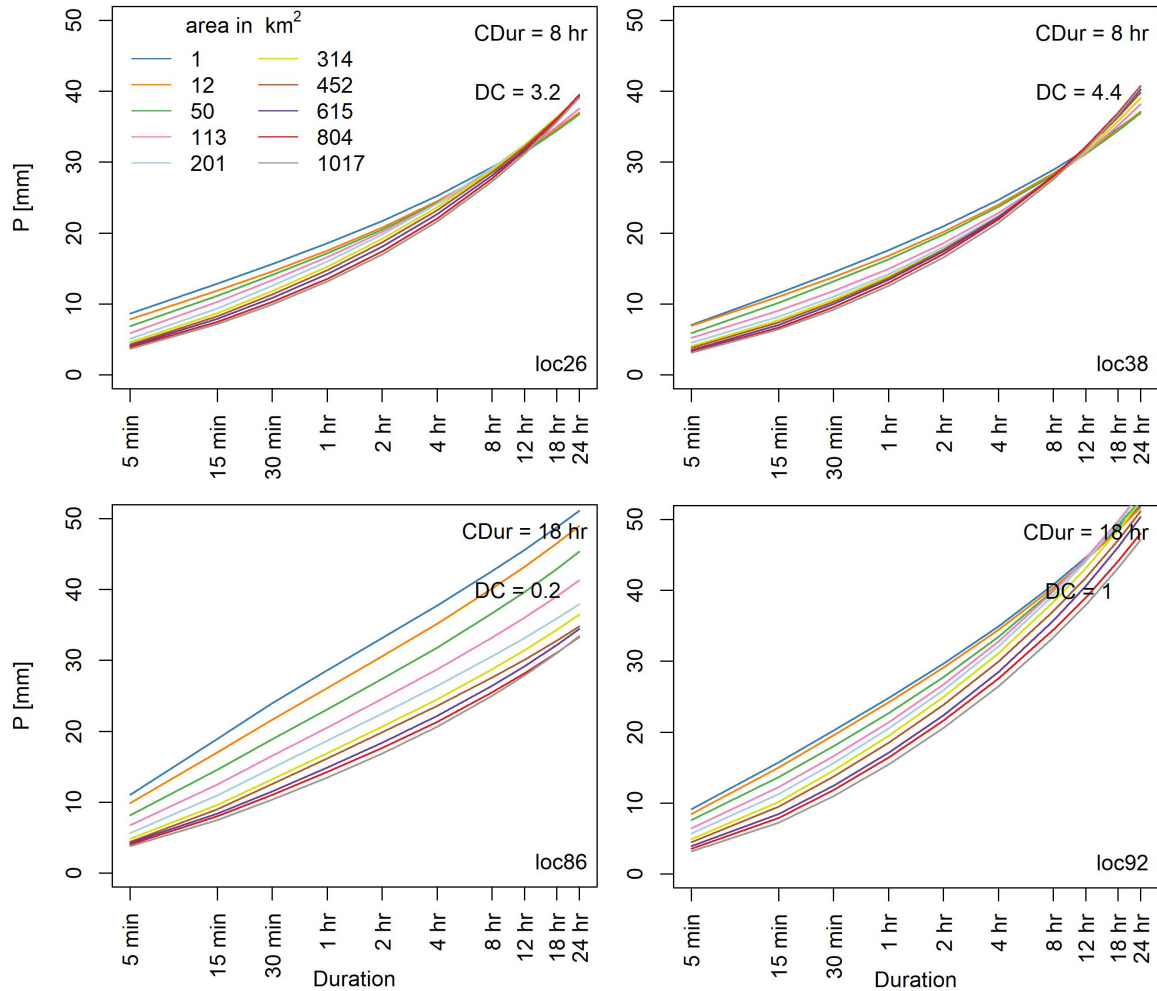 50
40
30
20
10
0
P [mm]
area in km²
1
12
50
113
201
314
452
615
804
1017
CDur = 8 hr
DC = 3.2
loc26
5 min
15 min
30 min
1 hr
2 hr
4 hr
8 hr
12 hr
18 hr
24 hr
50
40
30
20
10
0
CDur = 8 hr
DC = 4.4
loc38
5 min
15 min
30 min
1 hr
2 hr
4 hr
8 hr
12 hr
18 hr
24 hr
50
40
30
20
10
0
P [mm]
CDur = 18 hr
DC = 0.2
loc86
5 min
15 min
30 min
1 hr
2 hr
4 hr
8 hr
12 hr
18 hr
24 hr
Duration
50
40
30
20
10
0
CDur = 18 hr
DC = 1
loc92
5 min
15 min
30 min
1 hr
2 hr
4 hr
8 hr
12 hr
18 hr
24 hr
Duration